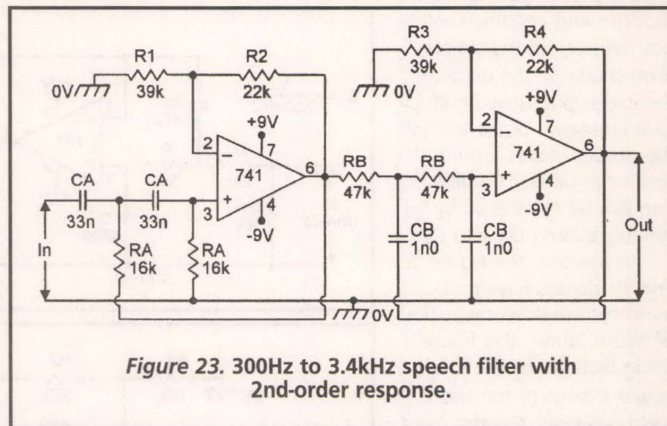 R1
39k
R2
22k
0V
+9V
7
2
−
741
6
+
3
4
-9V
CA
33n
CA
33n
In
RA
16k
RA
16k
R3
39k
R4
22k
0V
+9V
7
2
−
741
6
+
3
4
-9V
RB
47k
RB
47k
CB
1n0
CB
1n0
Out
0V
Figure 23. 300Hz to 3.4kHz speech filter with
2nd-order response.